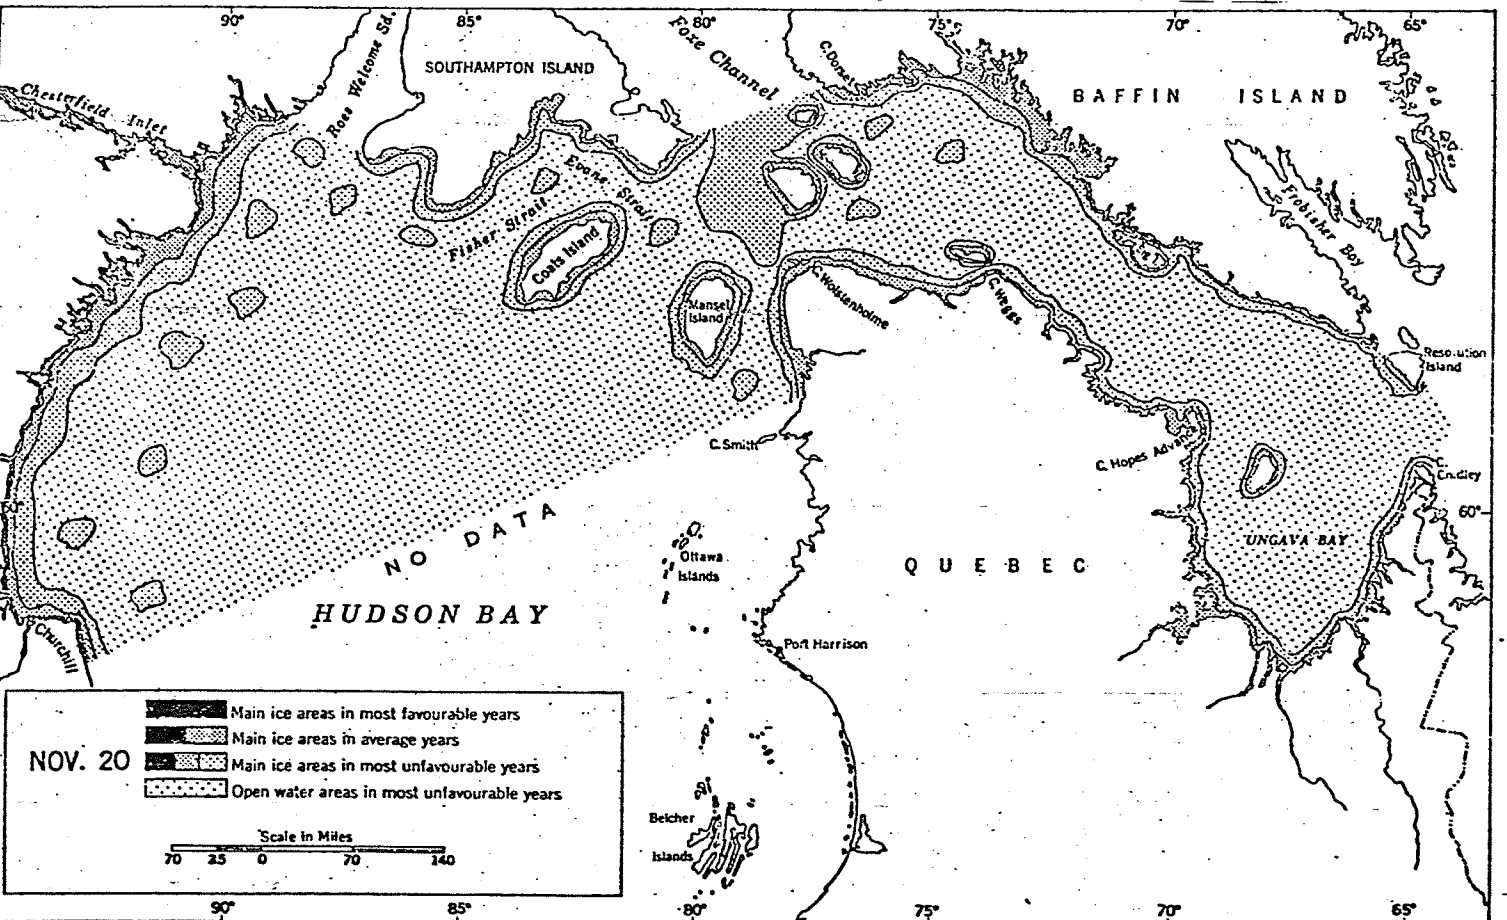 90° 85° 80° 75° 70° 65°
Foxe Channel
C. Dorset
Ross Welcome Sd.
SOUTHAMPTON ISLAND
BAFFIN ISLAND
Chesterfield Inlet
Evans Strait
Fisher Strait
Frobisher Bay
Coats Island
Mansel
Island
C. Wolstenholme
C. Weggs
Resolution
Island
C. Smith
C. Hopes Advance
C.
Chidley
60°
NO DATA
Ottawa
Islands
QUEBEC
UNGAVA BAY
HUDSON BAY
Churchill
Port Harrison
NOV. 20
Main ice areas in most favourable years
Main ice areas in average years
Main ice areas in most unfavourable years
Open water areas in most unfavourable years
Scale in Miles
70 35 0 70 140
Belcher
Islands
90° 85° 80° 75° 70° 65°